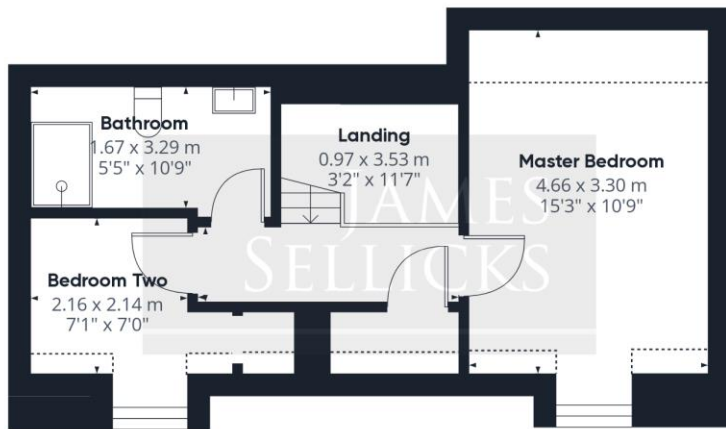 Bathroom
1.67 x 3.29 m
5'5" x 10'9"
Landing
0.97 x 3.53 m
3'2" x 11'7"
Master Bedroom
4.66 x 3.30 m
15'3" x 10'9"
JAMES
SELLICKS
Bedroom Two
2.16 x 2.14 m
7'1" x 7'0"